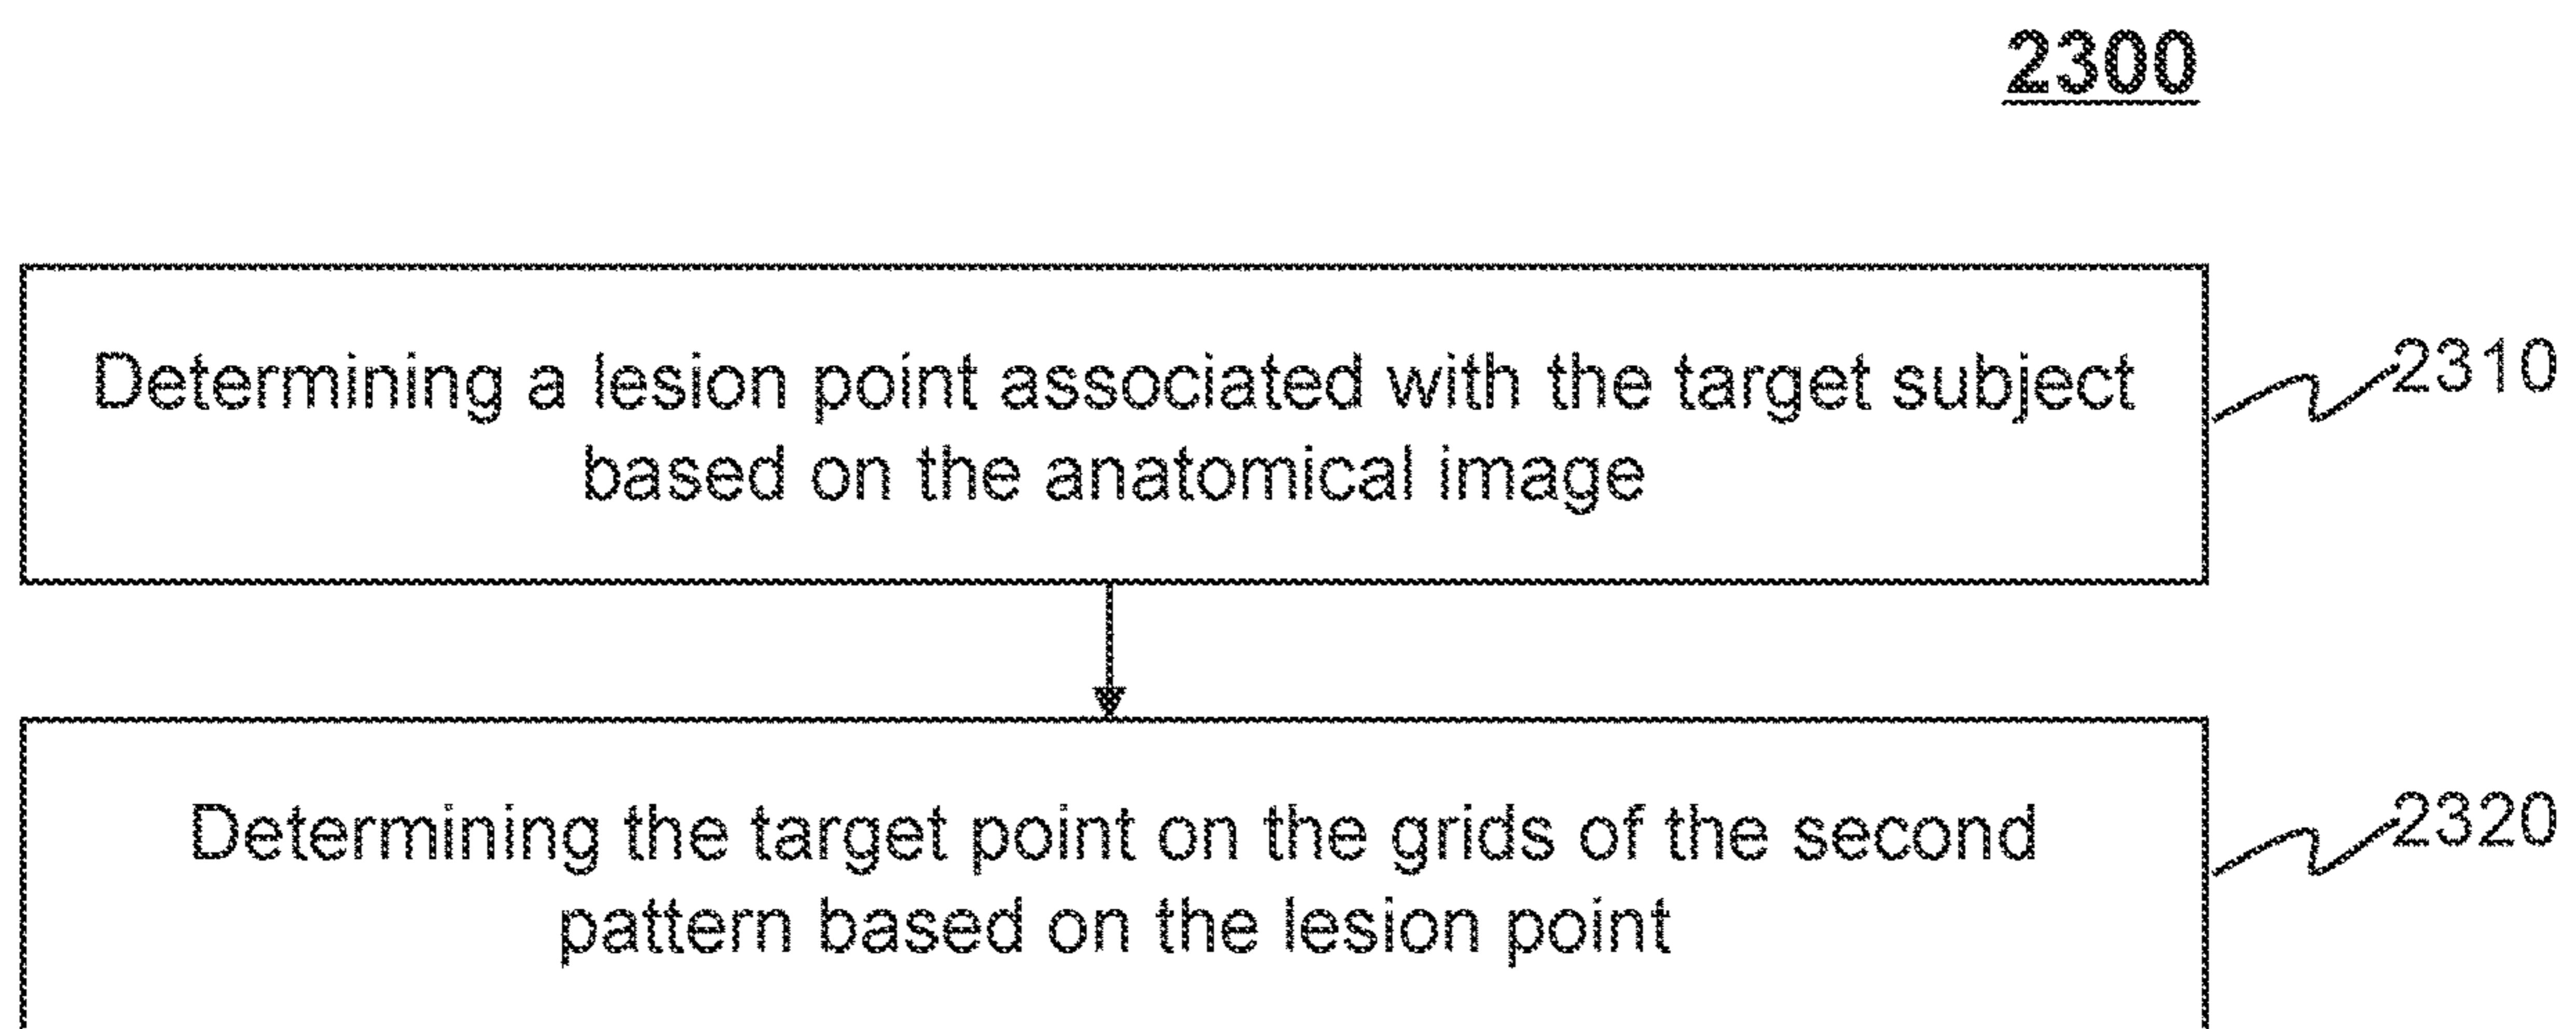 2300
Determining a lesion point associated with the target subject
based on the anatomical image
2310
Determining the target point on the grids of the second
pattern based on the lesion point
2320